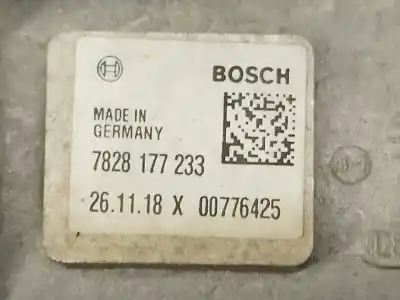 BOSCH
MADE IN
GERMANY
7828 177 233
26.11.18 X 00776425